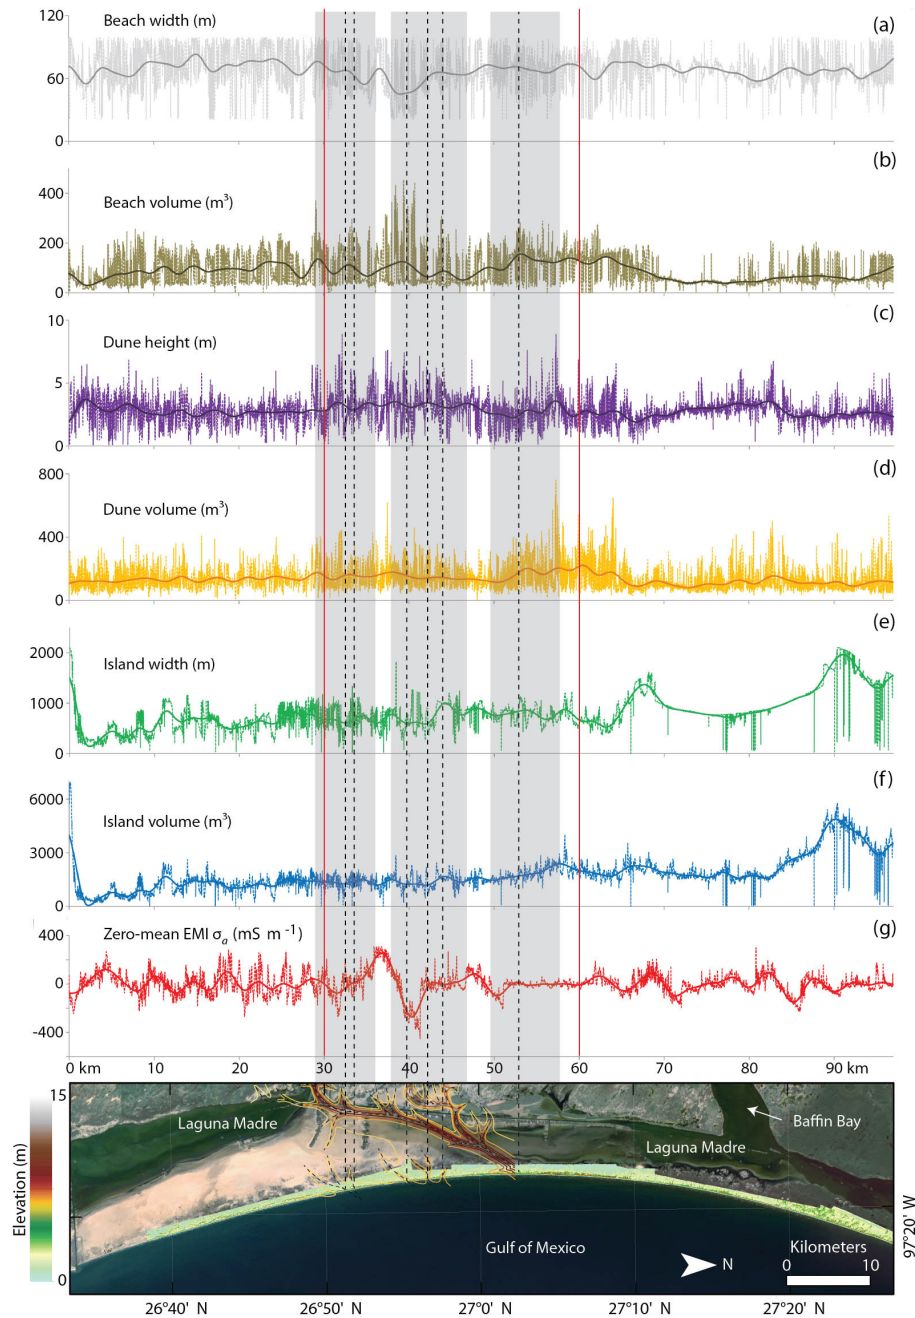 120
Beach width (m)
(a)
60
0
(b)
400
Beach volume (m³)
200
0
10
(c)
Dune height (m)
5
0
800
(d)
Dune volume (m³)
400
0
(e)
2000
Island width (m)
1000
0
(f)
6000
Island volume (m³)
3000
0
400
Zero-mean EMI σa (mS m -1)
(g)
0
-400
0 km 10 20 30 40 50 60 70 80 90 km
15
Elevation (m)
0
Laguna Madre
Baffin Bay
Laguna Madre
Gulf of Mexico
N
Kilometers
0 10
97°20' W
26°40' N 26°50' N 27°0' N 27°10' N 27°20' N